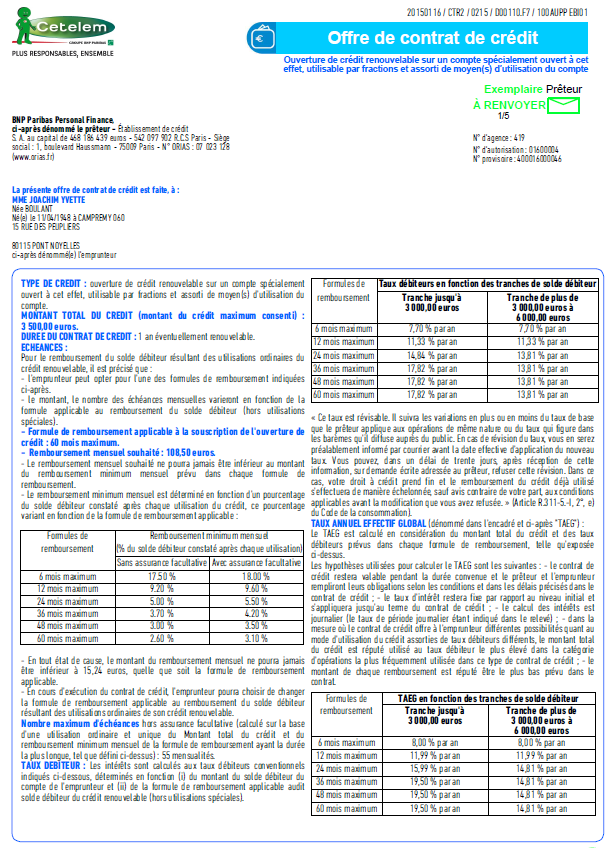 20150116 / CTR2 / 0215 / D00110.F7 / 100AUPP EBI01
Cetelem
GROUPE BNP PARIBAS
PLUS RESPONSABLES, ENSEMBLE
Offre de contrat de crédit
Ouverture de crédit renouvelable sur un compte spécialement ouvert à cet
effet, utilisable par fractions et assorti de moyen(s) d'utilisation du compte
Exemplaire Prêteur
À RENVOYER
1/5
BNP Paribas Personal Finance,
ci-après dénommé le prêteur - Établissement de crédit
S. A. au capital de 468 186 439 euros - 542 097 902 R.C.S Paris - Siège
social : 1, boulevard Haussmann - 75009 Paris - N° ORIAS : 07 023 128
(www.orias.fr)
N° d'agence : 419
N° d'autorisation : 01600004
N° provisoire : 400016000046
La présente offre de contrat de crédit est faite, à :
MME JOACHIM YVETTE
Née BOULANT
Né(e) le 11/04/1948 à CAMPREMY 060
15 RUE DES PEUPLIERS
80115 PONT NOYELLES
ci-après dénommé(e) l'emprunteur
TYPE DE CREDIT : ouverture de crédit renouvelable sur un compte spécialement
ouvert à cet effet, utilisable par fractions et assorti de moyen(s) d'utilisation du
compte.
MONTANT TOTAL DU CREDIT (montant du crédit maximum consenti) :
3 500,00 euros.
DUREE DU CONTRAT DE CREDIT : 1 an éventuellement renouvelable.
ECHEANCES :
Pour le remboursement du solde débiteur résultant des utilisations ordinaires du
crédit renouvelable, il est précisé que :
- l'emprunteur peut opter pour l'une des formules de remboursement indiquées
ci-après.
- le montant, le nombre des échéances mensuelles varieront en fonction de la
formule applicable au remboursement du solde débiteur (hors utilisations
spéciales).
- Formule de remboursement applicable à la souscription de l'ouverture de
crédit : 60 mois maximum.
- Remboursement mensuel souhaité : 108,50 euros.
- Le remboursement mensuel souhaité ne pourra jamais être inférieur au montant
du remboursement minimum mensuel prévu dans chaque formule de
remboursement.
- Le remboursement minimum mensuel est déterminé en fonction d'un pourcentage
du solde débiteur constaté après chaque utilisation du crédit, ce pourcentage
variant en fonction de la formule de remboursement applicable :
Formules de remboursement Remboursement minimum mensuel
(% du solde débiteur constaté après chaque utilisation)
Sans assurance facultative Avec assurance facultative
6 mois maximum 17.50 % 18.00 %
12 mois maximum 9.20 % 9.60 %
24 mois maximum 5.00 % 5.50 %
36 mois maximum 3.70 % 4.20 %
48 mois maximum 3.00 % 3.50 %
60 mois maximum 2.60 % 3.10 %
- En tout état de cause, le montant du remboursement mensuel ne pourra jamais
être inférieur à 15,24 euros, quelle que soit la formule de remboursement
applicable.
- En cours d'exécution du contrat de crédit, l'emprunteur pourra choisir de changer
la formule de remboursement applicable au remboursement du solde débiteur
résultant des utilisations ordinaires de son crédit renouvelable.
Nombre maximum d'échéances hors assurance facultative (calculé sur la base
d'une utilisation ordinaire et unique du Montant total du crédit et du
remboursement minimum mensuel de la formule de remboursement ayant la durée
la plus longue, tel que défini ci-dessus) : 55 mensualités.
TAUX DEBITEUR : Les intérêts sont calculés au taux débiteurs conventionnels
indiqués ci-dessous, déterminés en fonction (i) du montant du solde débiteur du
compte de l'emprunteur et (ii) de la formule de remboursement applicable audit
solde débiteur du crédit renouvelable (hors utilisations spéciales).
Formules de remboursement Taux débiteurs en fonction des tranches de solde débiteur
Tranche jusqu'à 3 000,00 euros Tranche de plus de 3 000,00 euros à 6 000,00 euros
6 mois maximum 7,70 % par an 7,70 % par an
12 mois maximum 11,33 % par an 11,33 % par an
24 mois maximum 14,84 % par an 13,81 % par an
36 mois maximum 17,82 % par an 13,81 % par an
48 mois maximum 17,82 % par an 13,81 % par an
60 mois maximum 17,82 % par an 13,81 % par an
« Ce taux est révisable. Il suivra les variations en plus ou en moins du taux de base
que le prêteur applique aux opérations de même nature ou du taux qui figure dans
les barèmes qu'il diffuse auprès du public. En cas de révision du taux, vous en serez
préalablement informé par courrier avant la date effective d'application du nouveau
taux. Vous pouvez, dans un délai de trente jours, après réception de cette
information, sur demande écrite adressée au prêteur, refuser cette révision. Dans ce
cas, votre droit à crédit prend fin et le remboursement du crédit déjà utilisé
s'effectuera de manière échelonnée, sauf avis contraire de votre part, aux conditions
applicables avant la modification que vous avez refusée. » (Article R.311-5.-I, 2°, e)
du Code de la consommation).
TAUX ANNUEL EFFECTIF GLOBAL (dénommé dans l'encadré et ci-après "TAEG") :
Le TAEG est calculé en considération du montant total du crédit et des taux
débiteurs prévus dans chaque formule de remboursement, telle qu'exposée
ci-dessus.
Les hypothèses utilisées pour calculer le TAEG sont les suivantes : - le contrat de
crédit restera valable pendant la durée convenue et le prêteur et l'emprunteur
rempliront leurs obligations selon les conditions et dans les délais précisés dans le
contrat de crédit ; - le taux d'intérêt restera fixe par rapport au niveau initial et
s'appliquera jusqu'au terme du contrat de crédit ; - le calcul des intérêts est
journalier (le taux de période journalier étant indiqué dans le relevé) ; - dans la
mesure où le contrat de crédit offre à l'emprunteur différentes possibilités quant au
mode d'utilisation du crédit assorties de taux débiteurs différents, le montant total
du crédit est réputé utilisé au taux débiteur le plus élevé dans la catégorie
d'opérations la plus fréquemment utilisée dans ce type de contrat de crédit ; - le
montant de chaque remboursement est réputé être le plus bas prévu dans le
contrat.
Formules de remboursement TAEG en fonction des tranches de solde débiteur
Tranche jusqu'à 3 000,00 euros Tranche de plus de 3 000,00 euros à 6 000,00 euros
6 mois maximum 8,00 % par an 8,00 % par an
12 mois maximum 11,99 % par an 11,99 % par an
24 mois maximum 15,99 % par an 14,81 % par an
36 mois maximum 19,50 % par an 14,81 % par an
48 mois maximum 19,50 % par an 14,81 % par an
60 mois maximum 19,50 % par an 14,81 % par an